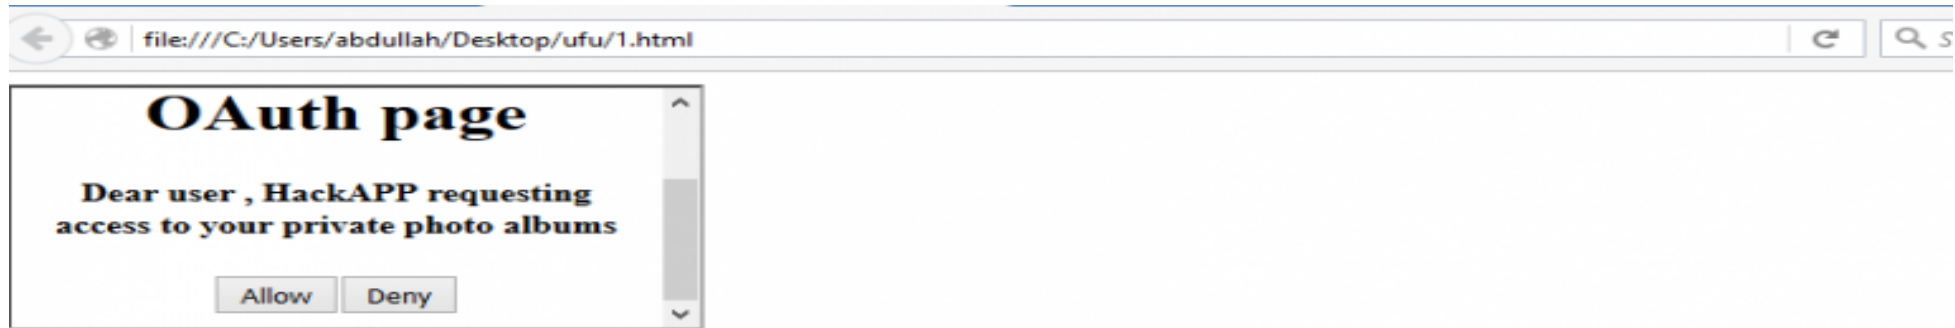 file:///C:/Users/abdullah/Desktop/ufu/1.html
OAuth page
Dear user , HackAPP requesting
access to your private photo albums
Allow Deny